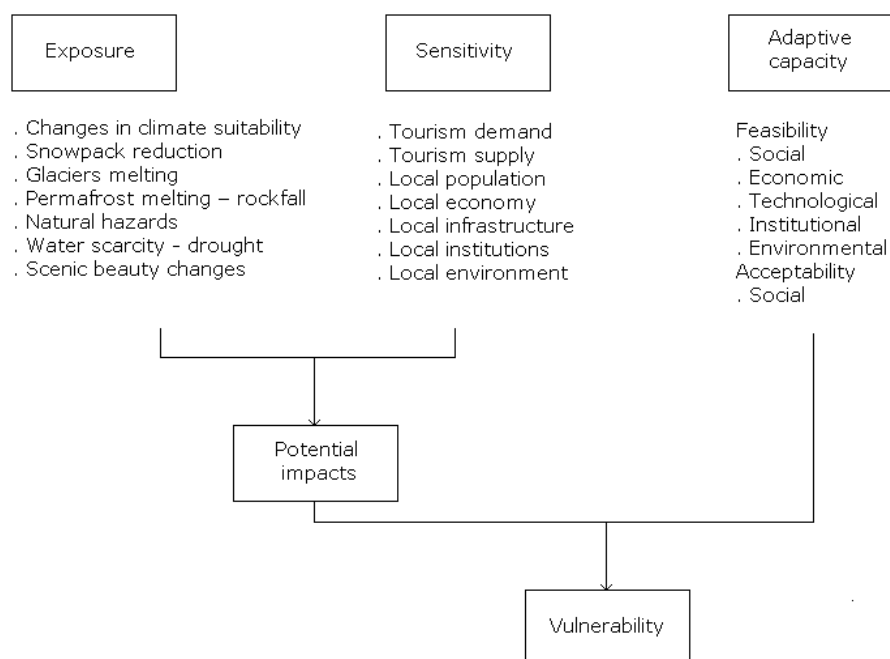 Exposure
Sensitivity
Adaptive
capacity
. Changes in climate suitability
. Snowpack reduction
. Glaciers melting
. Permafrost melting – rockfall
. Natural hazards
. Water scarcity - drought
. Scenic beauty changes
. Tourism demand
. Tourism supply
. Local population
. Local economy
. Local infrastructure
. Local institutions
. Local environment
Feasibility
. Social
. Economic
. Technological
. Institutional
. Environmental
Acceptability
. Social
Potential
impacts
Vulnerability